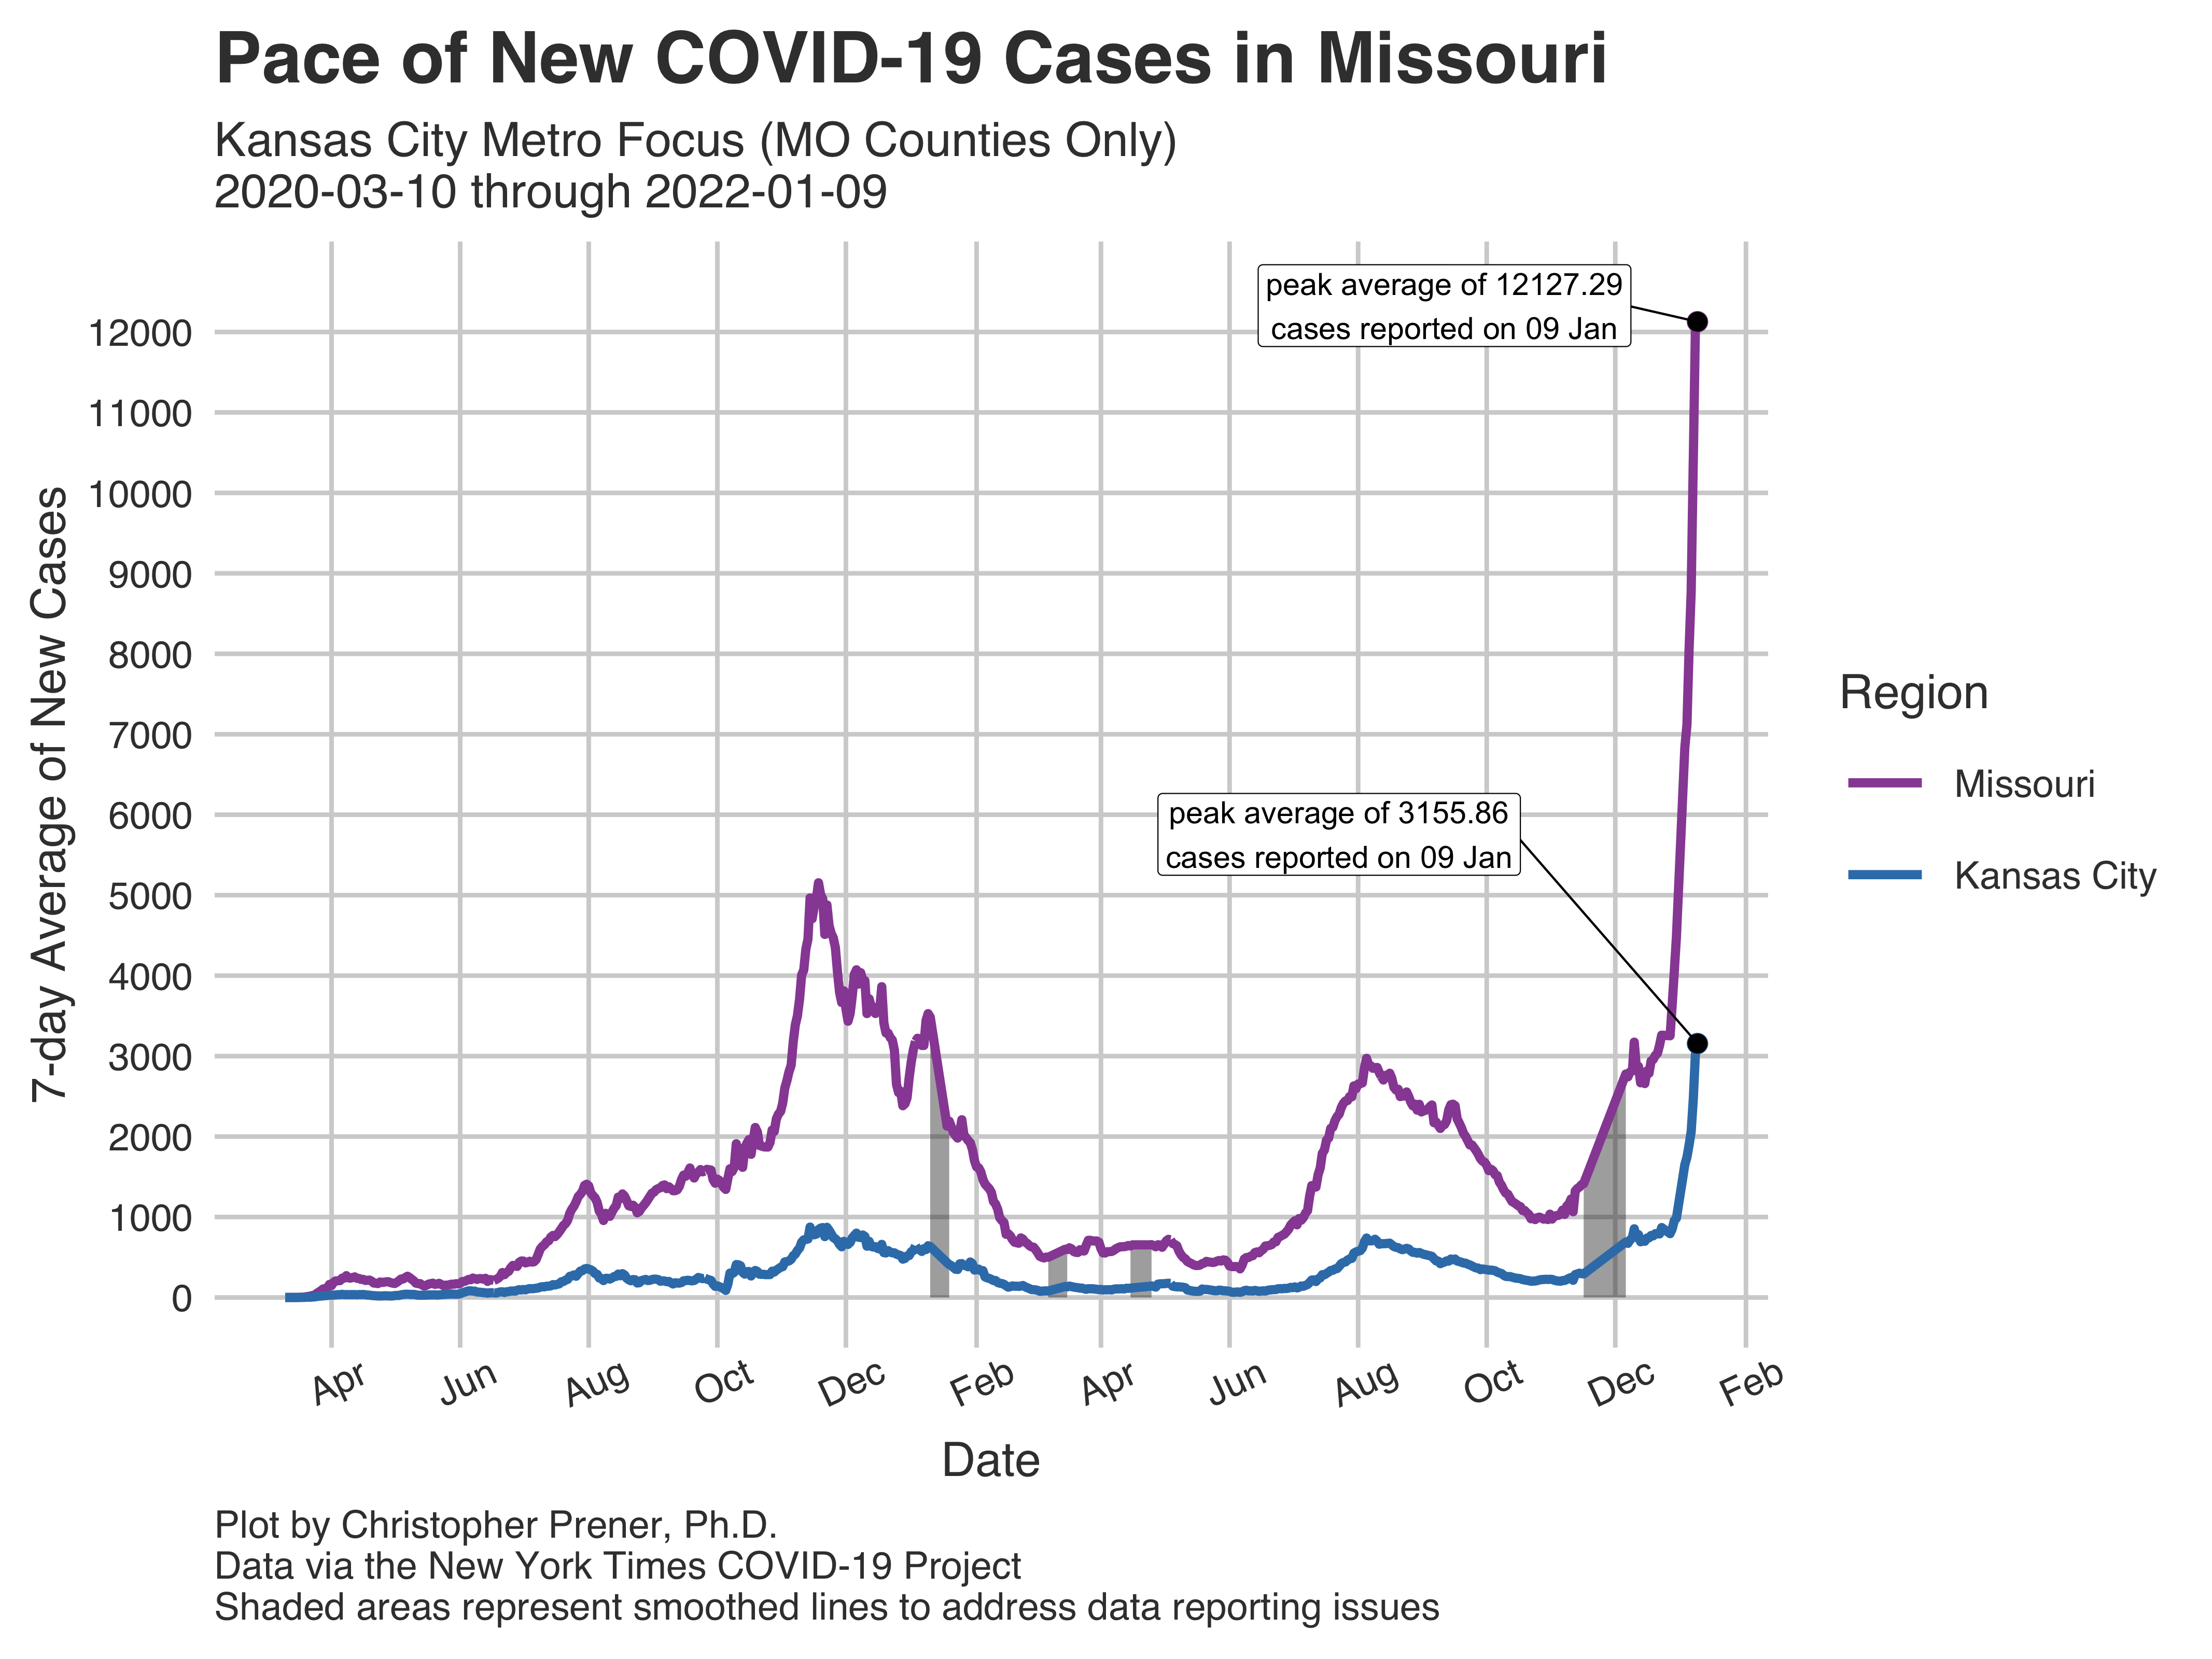 Pace of New COVID-19 Cases in Missouri
Kansas City Metro Focus (MO Counties Only)
2020-03-10 through 2022-01-09
7-day Average of New Cases
12000
11000
10000
9000
8000
7000
6000
5000
4000
3000
2000
1000
0
peak average of 12127.29
cases reported on 09 Jan
peak average of 3155.86
cases reported on 09 Jan
Apr
Jun
Aug
Oct
Dec
Feb
Apr
Jun
Aug
Oct
Dec
Feb
Date
Region
Missouri
Kansas City
Plot by Christopher Prener, Ph.D.
Data via the New York Times COVID-19 Project
Shaded areas represent smoothed lines to address data reporting issues